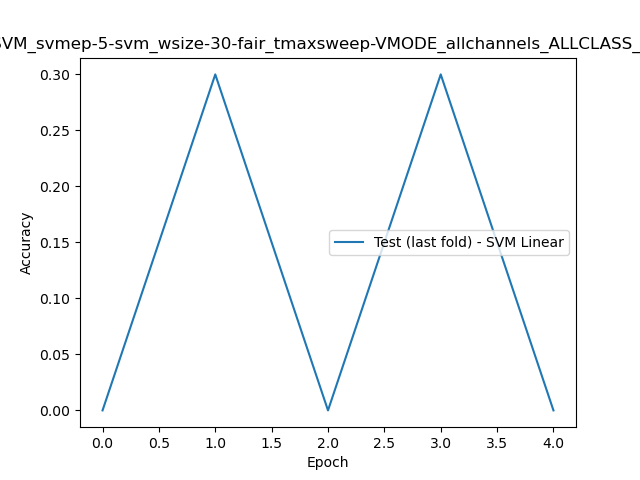 SVM_svmep-5-svm_wsize-30-fair_tmaxsweep-VMODE_allchannels_ALLCLASS_
0.30
0.25
0.20
0.15
0.10
0.05
0.00
Accuracy
Test (last fold) - SVM Linear
0.0 0.5 1.0 1.5 2.0 2.5 3.0 3.5 4.0
Epoch